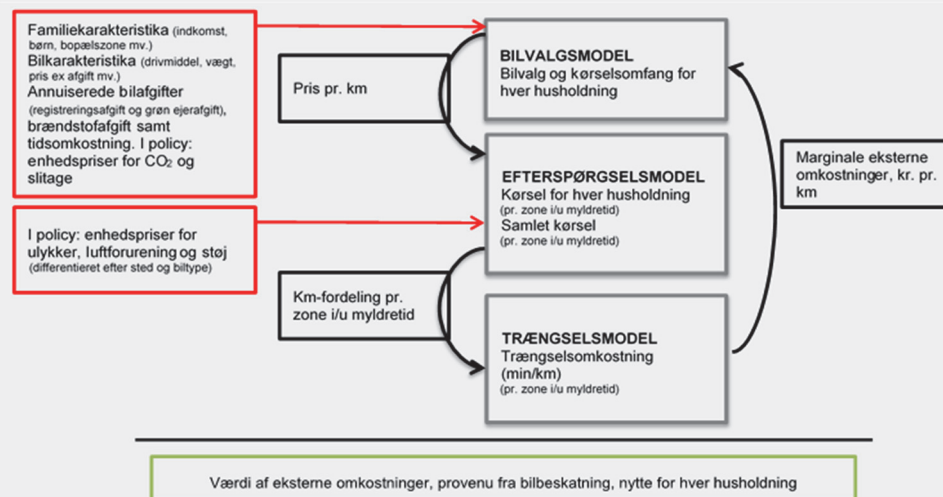 Familiekarakteristika (indkomst,
børn, bopælszone mv.)
Bilkarakteristika (drivmiddel, vægt,
pris ex afgift mv.)
Annuiserede bilafgifter
(registreringsafgift og grøn ejerafgift),
brændstofafgift samt
tidsomkostning. I policy:
enhedspriser for CO₂ og
slitage
I policy: enhedspriser for
ulykker, luftforurening og støj
(differentieret efter sted og biltype)
Pris pr. km
Km-fordeling pr.
zone i/u myldretid
BILVALGSMODEL
Bilvalg og kørselsomfang for
hver husholdning
EFTERSPØRGSELSMODEL
Kørsel for hver husholdning
(pr. zone i/u myldretid)
Samlet kørsel
(pr. zone i/u myldretid)
TRÆNGSELSMODEL
Trængselsomkostning
(min/km)
(pr. zone i/u myldretid)
Marginale eksterne
omkostninger, kr. pr.
km
Værdi af eksterne omkostninger, provenu fra bilbeskatning, nytte for hver husholdning